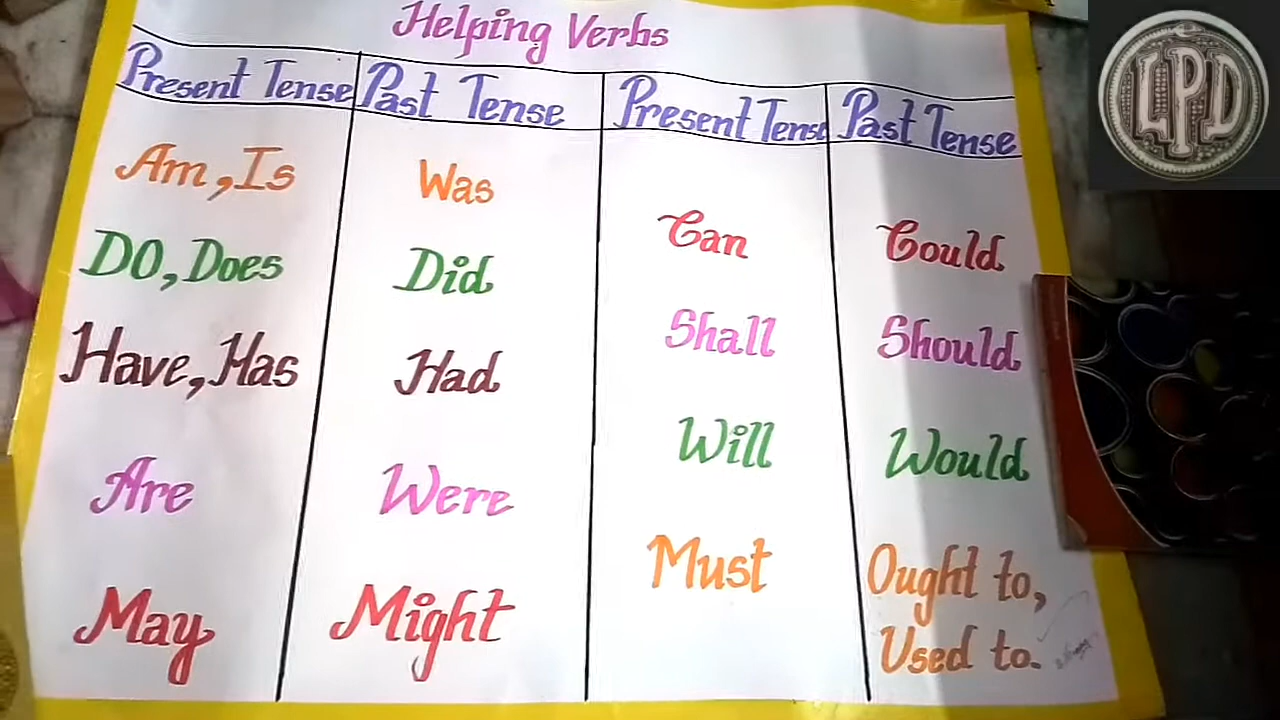 Helping Verbs
Present Tense Past Tense Present Tense Past Tense
Am, Is Was
Can Could
DO, Does Did
Shall Should
Have, Has Had
Will Would
Are Were
Must Ought to,
Used to.
May Might
LPD